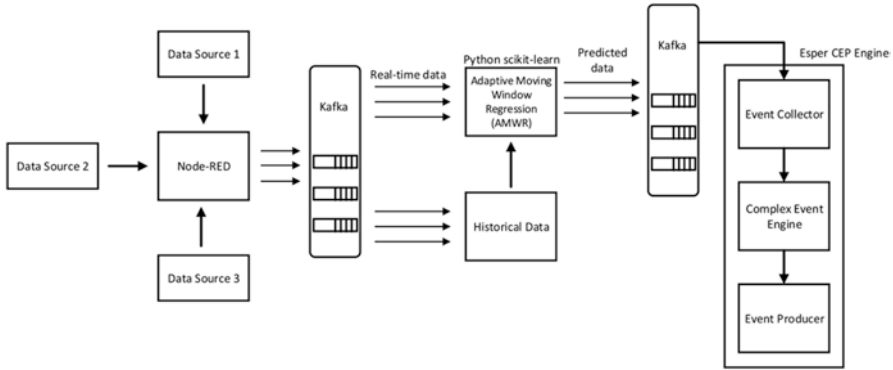 Data Source 1
Data Source 2
Node-RED
Data Source 3
Kafka
Real-time data
Historical Data
Python scikit-learn
Adaptive Moving
Window
Regression
(AMWR)
Predicted
data
Kafka
Esper CEP Engine
Event Collector
Complex Event
Engine
Event Producer